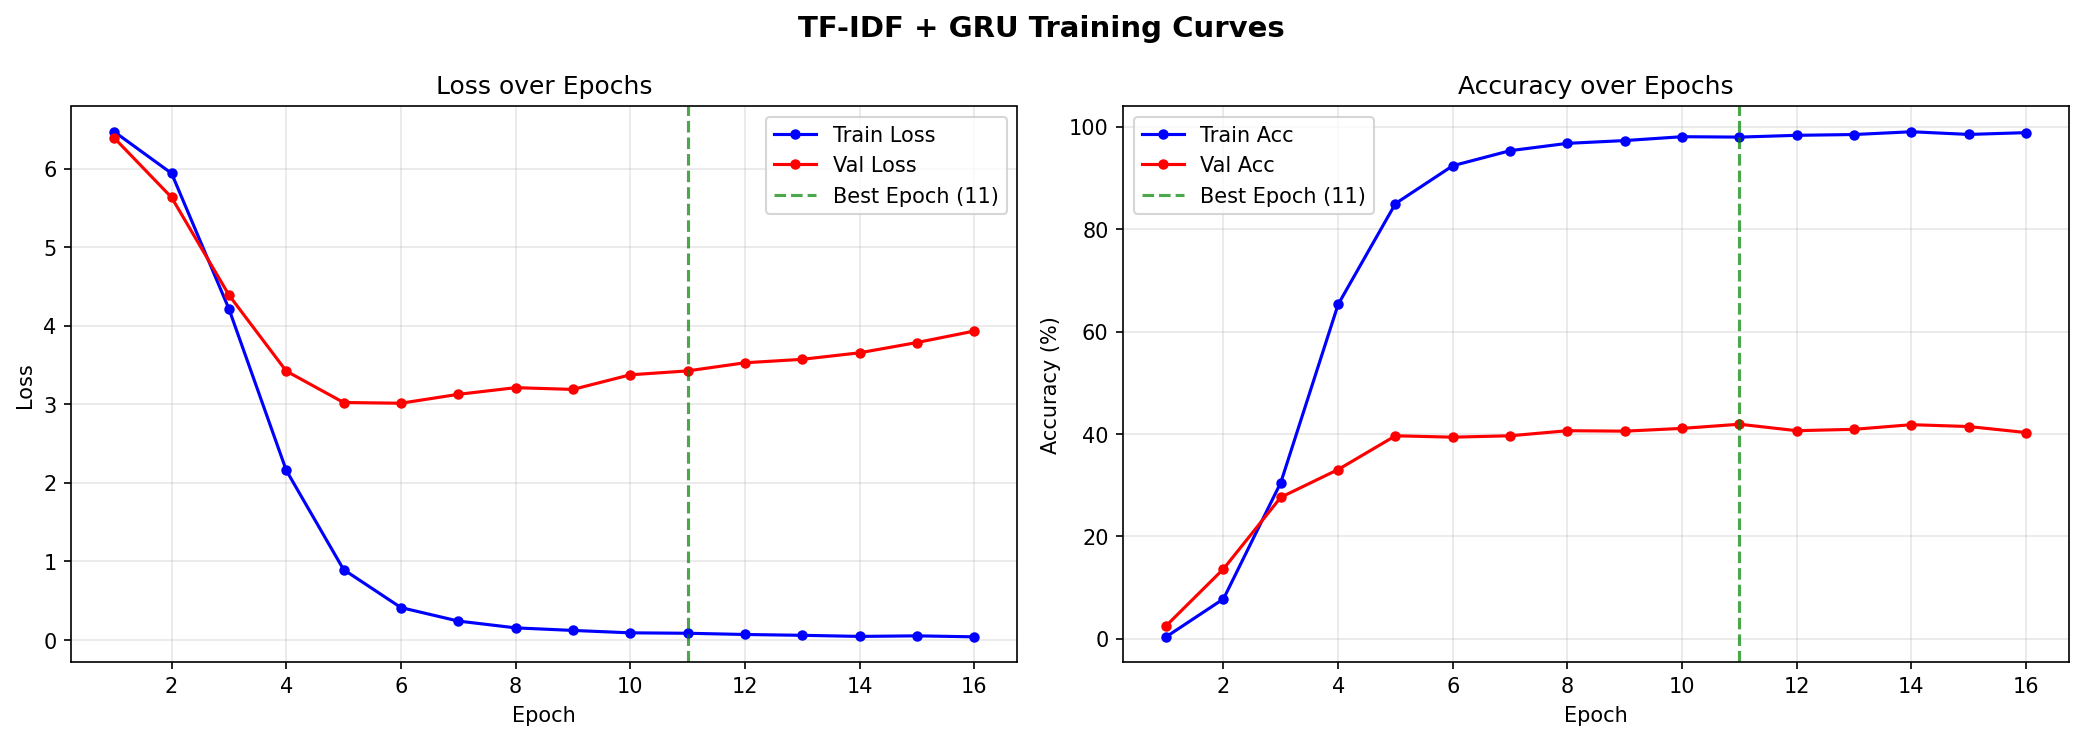 TF-IDF + GRU Training Curves
Loss over Epochs
Train Loss
Val Loss
Best Epoch (11)
Loss
6
5
4
3
2
1
0
2 4 6 8 10 12 14 16
Epoch
Accuracy over Epochs
Train Acc
Val Acc
Best Epoch (11)
Accuracy (%)
100
80
60
40
20
0
2 4 6 8 10 12 14 16
Epoch